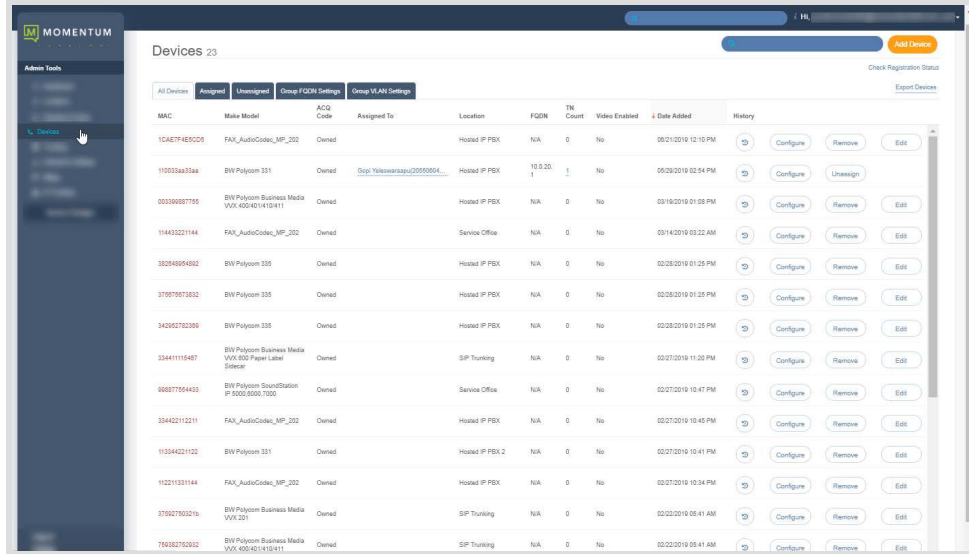 MOMENTUM
Hi,
Admin Tools
Devices
Devices 23
Add Device
Check Registration Status
Export Devices
All Devices Assigned Unassigned Group FQDN Settings Group VLAN Settings
MAC Make Model ACQ Code Assigned To Location FQDN TN Count Video Enabled Date Added History
1CAE7F4E5CD5 FAX_AudioCodec_MP_202 Owned Hosted IP PBX N/A 0 No 06/21/2019 12:10 PM Configure Remove Edit
110033aa33aa BW Polycom 331 Owned Gopi Yeleswaraapu(20550604... Hosted IP PBX 10.0.20.1 1 No 05/29/2019 02:54 PM Configure Unassign
003399887755 BW Polycom Business Media VVX 400/401/410/411 Owned Hosted IP PBX N/A 0 No 03/19/2019 01:08 PM Configure Remove Edit
114433221144 FAX_AudioCodec_MP_202 Owned Service Office N/A 0 No 03/14/2019 03:22 AM Configure Remove Edit
382648954892 BW Polycom 335 Owned Hosted IP PBX N/A 0 No 02/28/2019 01:25 PM Configure Remove Edit
376676673832 BW Polycom 335 Owned Hosted IP PBX N/A 0 No 02/28/2019 01:25 PM Configure Remove Edit
342952782369 BW Polycom 335 Owned Hosted IP PBX N/A 0 No 02/28/2019 01:25 PM Configure Remove Edit
334411115467 BW Polycom Business Media VVX 600 Paper Label Sidecar Owned SIP Trunking N/A 0 No 02/27/2019 11:20 PM Configure Remove Edit
998877554433 BW Polycom SoundStation IP 5000,6000,7000 Owned Service Office N/A 0 No 02/27/2019 10:47 PM Configure Remove Edit
334422112211 FAX_AudioCodec_MP_202 Owned Hosted IP PBX N/A 0 No 02/27/2019 10:45 PM Configure Remove Edit
113344221122 BW Polycom 331 Owned Hosted IP PBX 2 N/A 0 No 02/27/2019 10:41 PM Configure Remove Edit
112211331144 FAX_AudioCodec_MP_202 Owned Hosted IP PBX N/A 0 No 02/27/2019 10:34 PM Configure Remove Edit
37592750321b BW Polycom Business Media VVX 201 Owned SIP Trunking N/A 0 No 02/22/2019 05:41 AM Configure Remove Edit
759382752932 BW Polycom Business Media VVX 400/401/410/411 Owned SIP Trunking N/A 0 No 02/22/2019 05:41 AM Configure Remove Edit